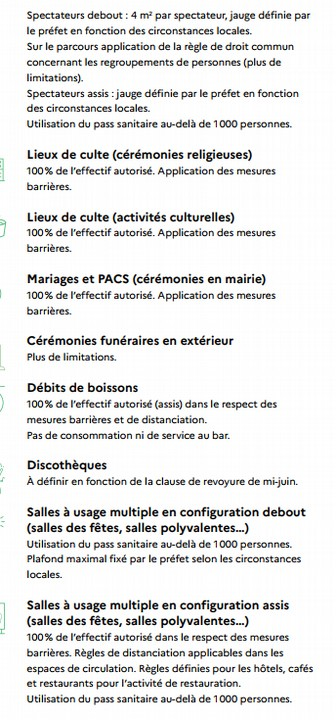 Spectateurs debout : 4 m² par spectateur, jauge définie par
le préfet en fonction des circonstances locales.
Sur le parcours application de la règle de droit commun
concernant les regroupements de personnes (plus de
limitations).
Spectateurs assis : jauge définie par le préfet en fonction
des circonstances locales.
Utilisation du pass sanitaire au-delà de 1000 personnes.
Lieux de culte (cérémonies religieuses)
100% de l'effectif autorisé. Application des mesures
barrières.
Lieux de culte (activités culturelles)
100% de l'effectif autorisé. Application des mesures
barrières.
Mariages et PACS (cérémonies en mairie)
100% de l'effectif autorisé. Application des mesures
barrières.
Cérémonies funéraires en extérieur
Plus de limitations.
Débits de boissons
100% de l'effectif autorisé (assis) dans le respect des
mesures barrières et de distanciation.
Pas de consommation ni de service au bar.
Discothèques
À définir en fonction de la clause de revoyure de mi-juin.
Salles à usage multiple en configuration debout
(salles des fêtes, salles polyvalentes...)
Utilisation du pass sanitaire au-delà de 1000 personnes.
Plafond maximal fixé par le préfet selon les circonstances
locales.
Salles à usage multiple en configuration assis
(salles des fêtes, salles polyvalentes...)
100% de l'effectif autorisé dans le respect des mesures
barrières. Règles de distanciation applicables dans les
espaces de circulation. Règles définies pour les hôtels, cafés
et restaurants pour l'activité de restauration.
Utilisation du pass sanitaire au-delà de 1000 personnes.